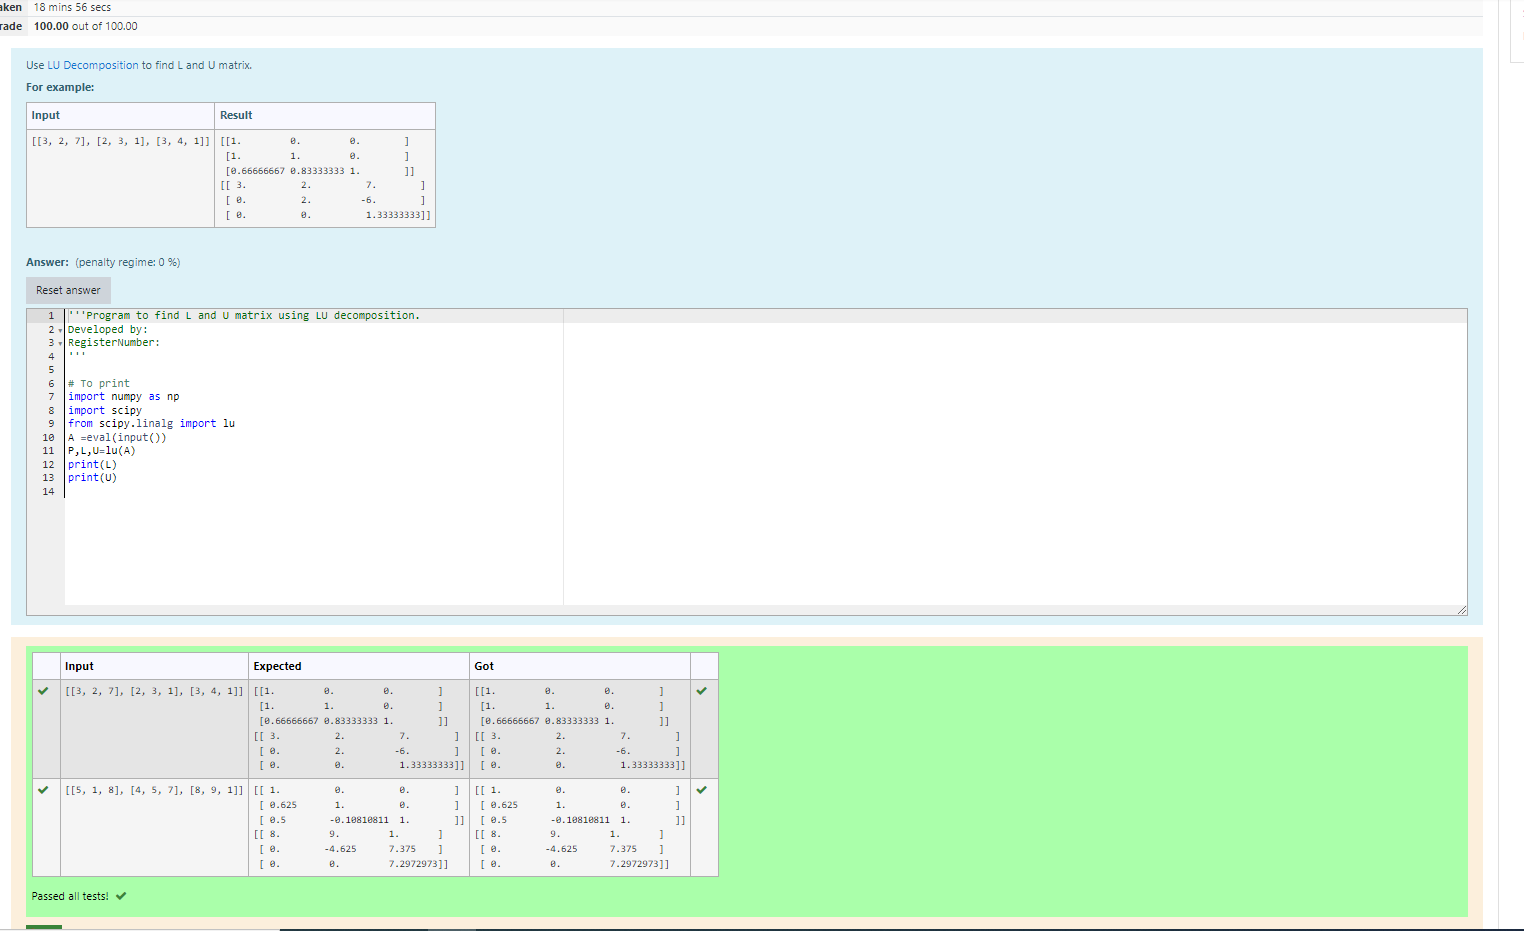 aken 18 mins 56 secs
rade 100.00 out of 100.00
Use LU Decomposition to find L and U matrix.
For example:
Input Result
[[3, 2, 7], [2, 3, 1], [3, 4, 1]] [[1. 0. 0. ]
[1. 1. 0. ]
[0.66666667 0.83333333 1. ]]
[[ 3. 2. 7. ]
[ 0. 2. -6. ]
[ 0. 0. 1.33333333]]
Answer: (penalty regime: 0 %)
Reset answer
1 '''Program to find L and U matrix using LU decomposition.
2 Developed by:
3 RegisterNumber:
4 '''
5
6 # To print
7 import numpy as np
8 import scipy
9 from scipy.linalg import lu
10 A =eval(input())
11 P,L,U=lu(A)
12 print(L)
13 print(U)
14
Input Expected Got
[[3, 2, 7], [2, 3, 1], [3, 4, 1]] [[1. 0. 0. ] [[1. 0. 0. ]
[1. 1. 0. ] [1. 1. 0. ]
[0.66666667 0.83333333 1. ]] [0.66666667 0.83333333 1. ]]
[[ 3. 2. 7. ] [[ 3. 2. 7. ]
[ 0. 2. -6. ] [ 0. 2. -6. ]
[ 0. 0. 1.33333333]] [ 0. 0. 1.33333333]]
[[5, 1, 8], [4, 5, 7], [8, 9, 1]] [[ 1. 0. 0. ] [[ 1. 0. 0. ]
[ 0.625 1. 0. ] [ 0.625 1. 0. ]
[ 0.5 -0.10810811 1. ]] [ 0.5 -0.10810811 1. ]]
[[ 8. 9. 1. ] [[ 8. 9. 1. ]
[ 0. -4.625 7.375 ] [ 0. -4.625 7.375 ]
[ 0. 0. 7.2972973]] [ 0. 0. 7.2972973]]
Passed all tests!